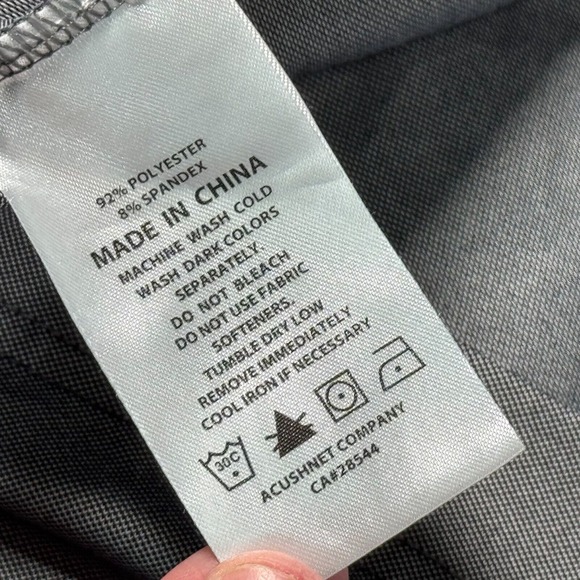 92% POLYESTER
8% SPANDEX
MADE IN CHINA
MACHINE WASH COLD
WASH DARK COLORS
SEPARATELY
DO NOT BLEACH
DO NOT USE FABRIC
SOFTENERS.
TUMBLE DRY LOW
REMOVE IMMEDIATELY
COOL IRON IF NECESSARY
30C
ACUSHNET COMPANY
CA#28544